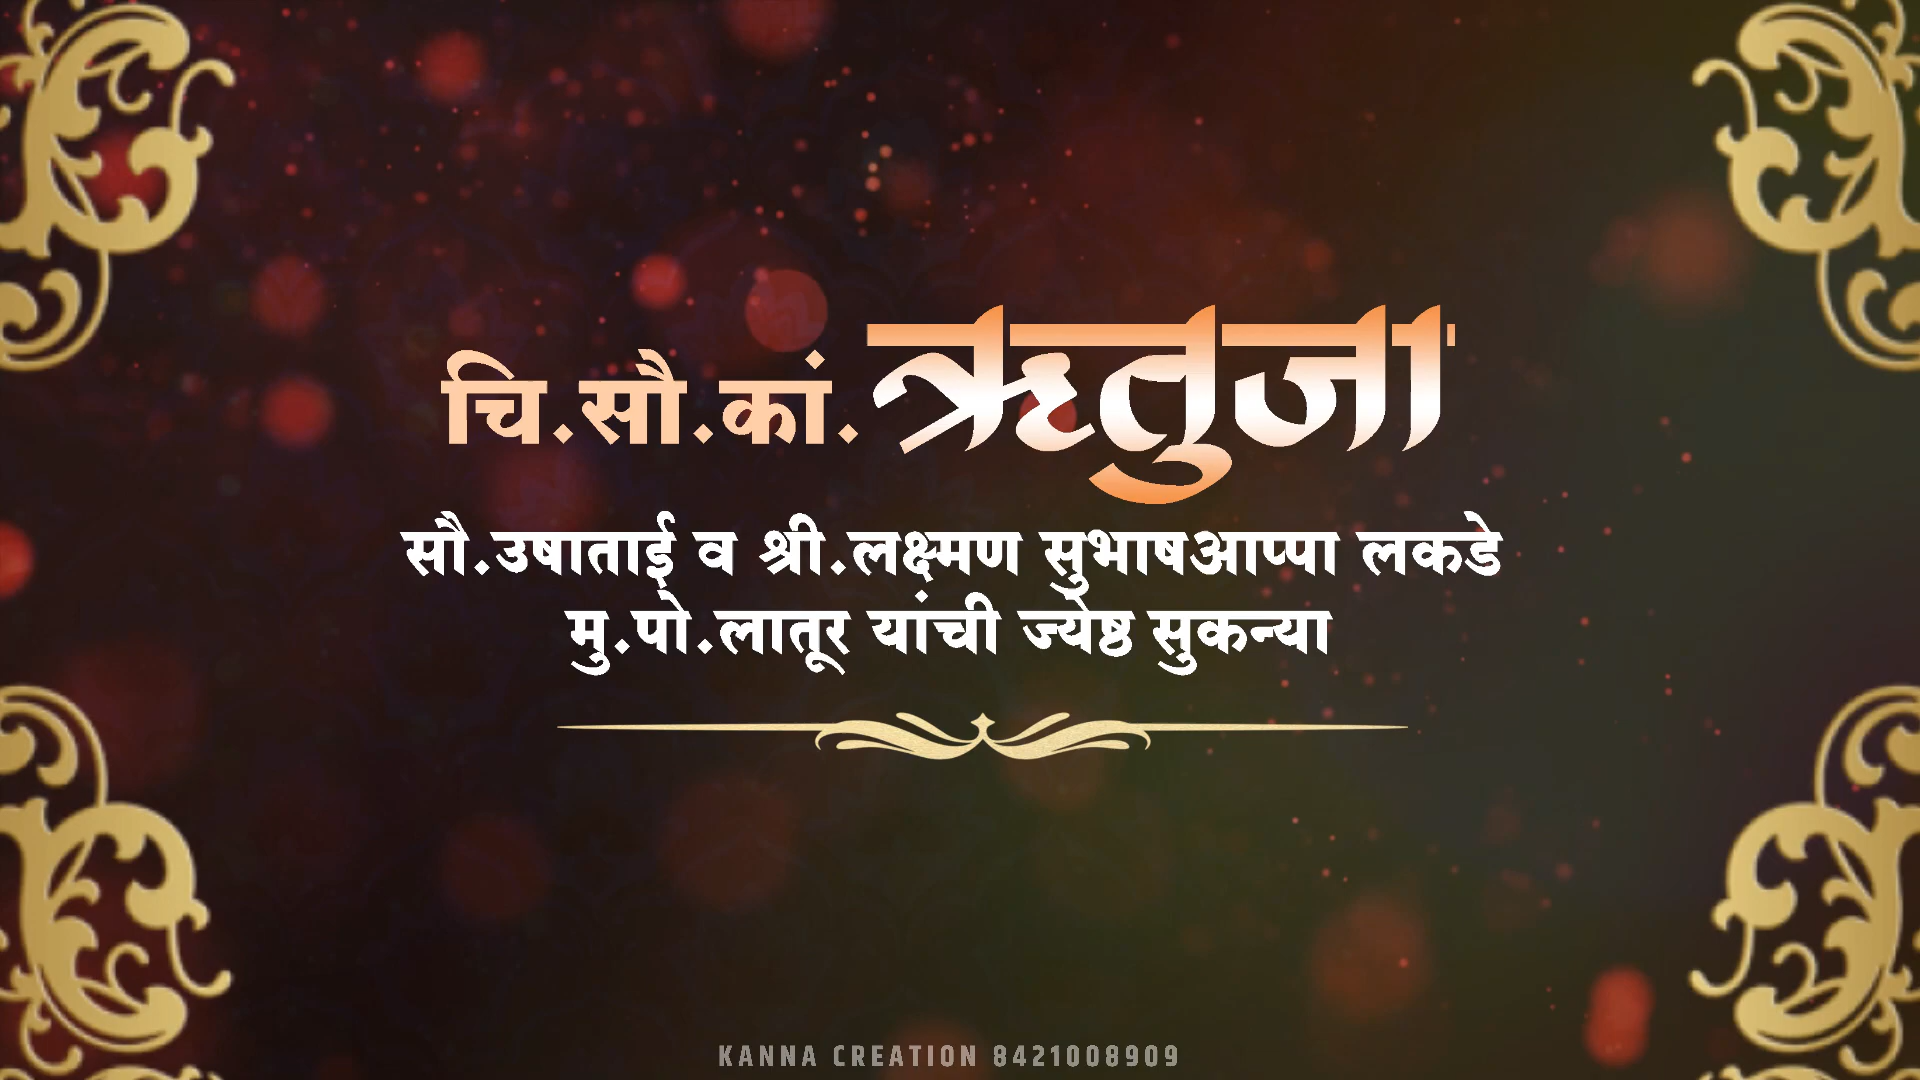 चि.सौ.कां. ऋतुजा
सौ.उषाताई व श्री.लक्ष्मण सुभाषआप्पा लकडे
मु.पो.लातूर यांची ज्येष्ठ सुकन्या
KANNA CREATION 8421008909